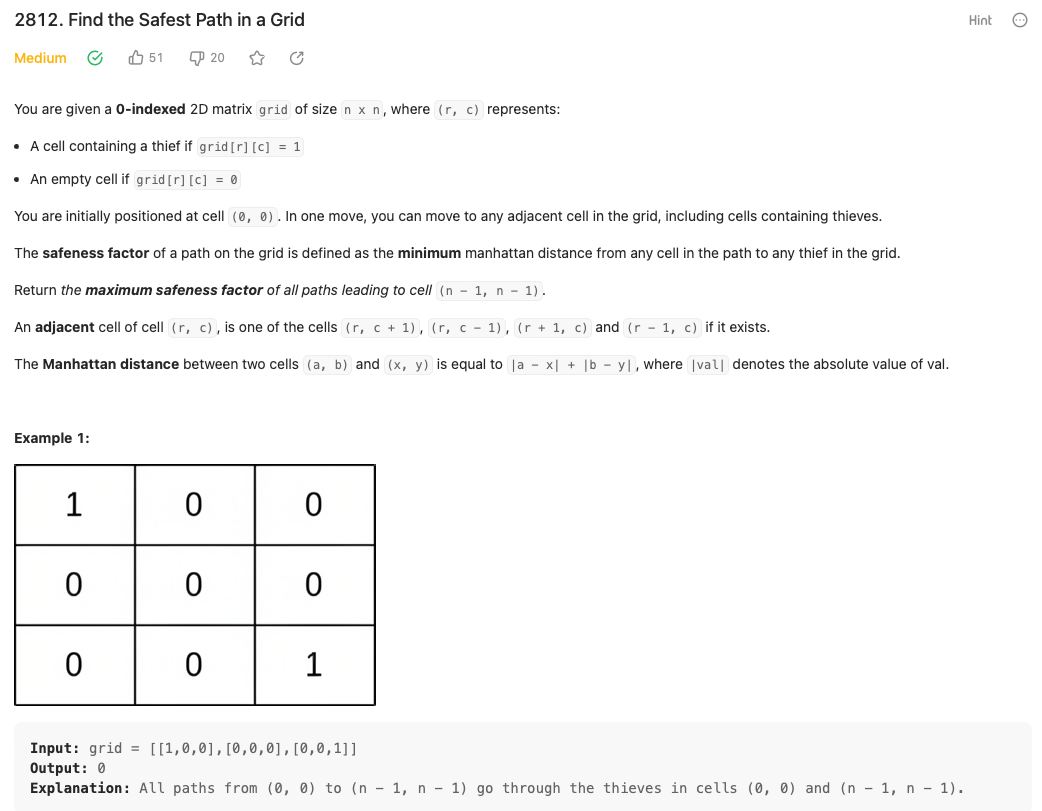 2812. Find the Safest Path in a Grid
Hint
Medium 51 20
You are given a 0-indexed 2D matrix grid of size n x n, where (r, c) represents:
• A cell containing a thief if grid[r][c] = 1
• An empty cell if grid[r][c] = 0
You are initially positioned at cell (0, 0). In one move, you can move to any adjacent cell in the grid, including cells containing thieves.
The safeness factor of a path on the grid is defined as the minimum manhattan distance from any cell in the path to any thief in the grid.
Return the maximum safeness factor of all paths leading to cell (n - 1, n - 1).
An adjacent cell of cell (r, c), is one of the cells (r, c + 1), (r, c - 1), (r + 1, c) and (r - 1, c) if it exists.
The Manhattan distance between two cells (a, b) and (x, y) is equal to |a - x| + |b - y|, where |val| denotes the absolute value of val.
Example 1:
1 0 0
0 0 0
0 0 1
Input: grid = [[1,0,0],[0,0,0],[0,0,1]]
Output: 0
Explanation: All paths from (0, 0) to (n - 1, n - 1) go through the thieves in cells (0, 0) and (n - 1, n - 1).